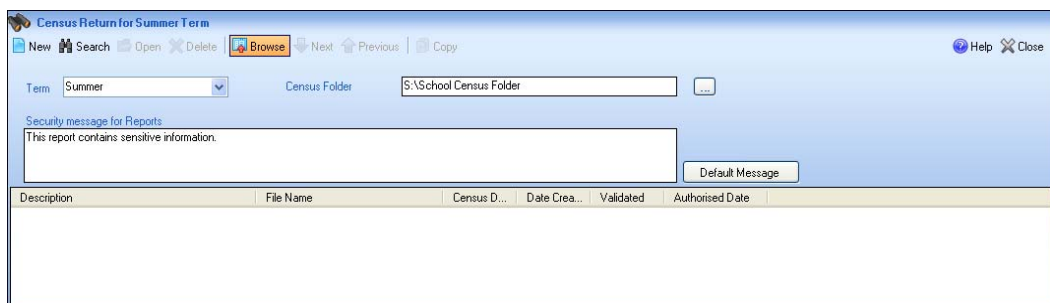 Census Return for Summer Term
New Search Open Delete Browse Next Previous Copy Help Close
Term Summer Census Folder S:\School Census Folder ...
Security message for Reports
This report contains sensitive information.
Default Message
Description File Name Census D... Date Crea... Validated Authorised Date